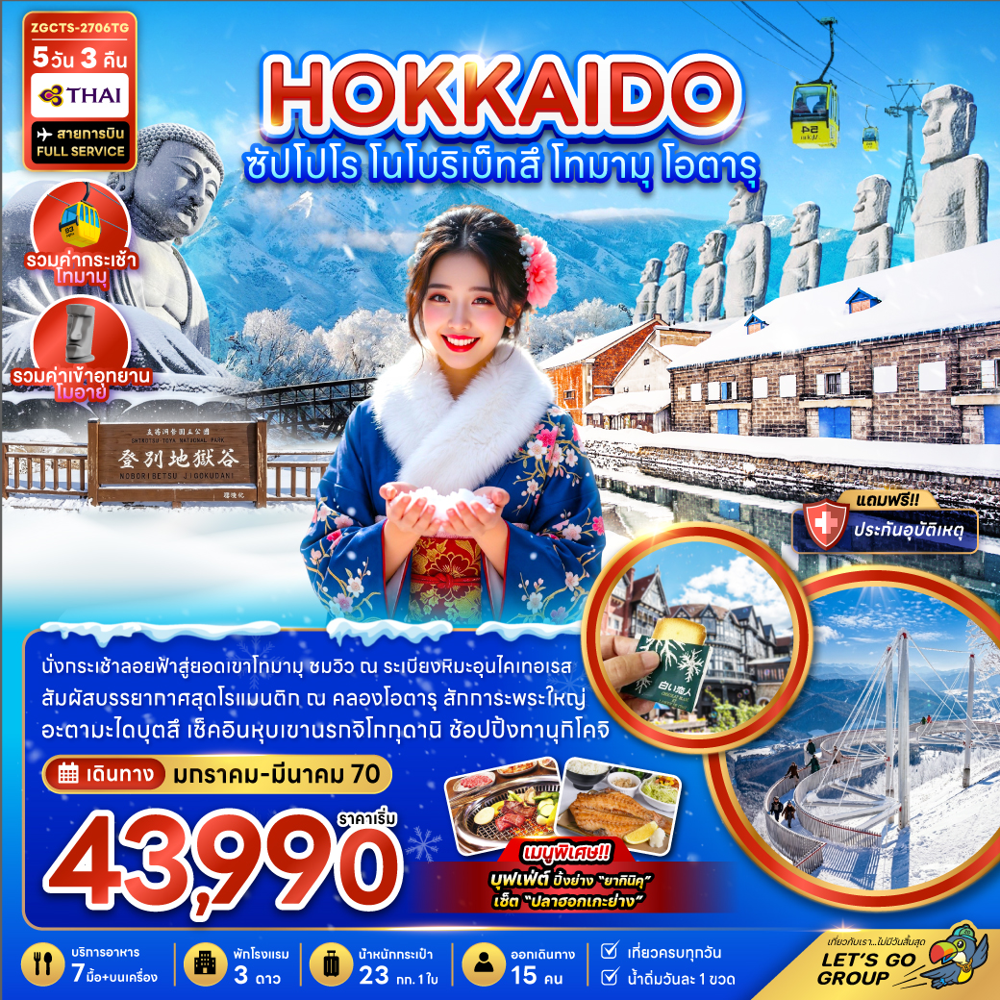 ZGCTS-2706TG
5วัน 3 คืน
THAI
สายการบิน
FULL SERVICE
HOKKAIDO
ซัปโปโร โนโบริเบ็ทสึ โทมามุ โอตารุ
รวมค่ากระเช้า
โทมามุ
รวมค่าเข้าอุทยาน
โมอาย
支笏洞爺国立公園
SHIKOTSU TOYA NATIONAL PARK
登別地獄谷
NOBORIBETSU JIGOKUDANI
แถมฟรี!!
ประกันอุบัติเหตุ
白い恋人
นั่งกระเช้าลอยฟ้าสู่ยอดเขาโทมามุ ชมวิว ณ ระเบียงหิมะอุนไคเทอเรส
สัมผัสบรรยากาศสุดโรแมนติก ณ คลองโอตารุ สักการะพระใหญ่
อะตามะไดบุตสึ เช็คอินหุบเขานรกจิโกกุดานิ ช้อปปิ้งทานุกิโคจิ
เดินทาง มกราคม-มีนาคม 70
ราคาเริ่ม
43,990
เมนูพิเศษ!!
บุฟเฟ่ต์ ปิ้งย่าง "ยากินิคุ"
เซ็ต "ปลาฮอกเกะย่าง"
บริการอาหาร
7มื้อ+บนเครื่อง
พักโรงแรม
3 ดาว
น้ำหนักกระเป๋า
23 กก. 1 ใบ
ออกเดินทาง
15 คน
เที่ยวครบทุกวัน
น้ำดื่มวันละ 1 ขวด
เที่ยวกับเรา...ไม่มีวันสิ้นสุด
LET'S GO
GROUP